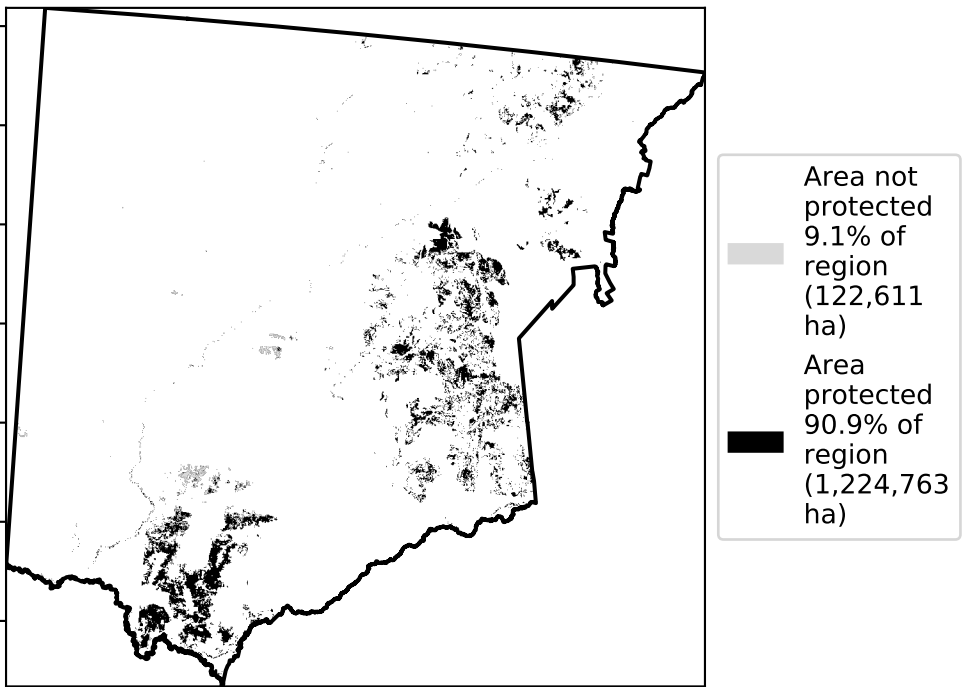 Area not
protected
9.1% of
region
(122,611
ha)
Area
protected
90.9% of
region
(1,224,763
ha)